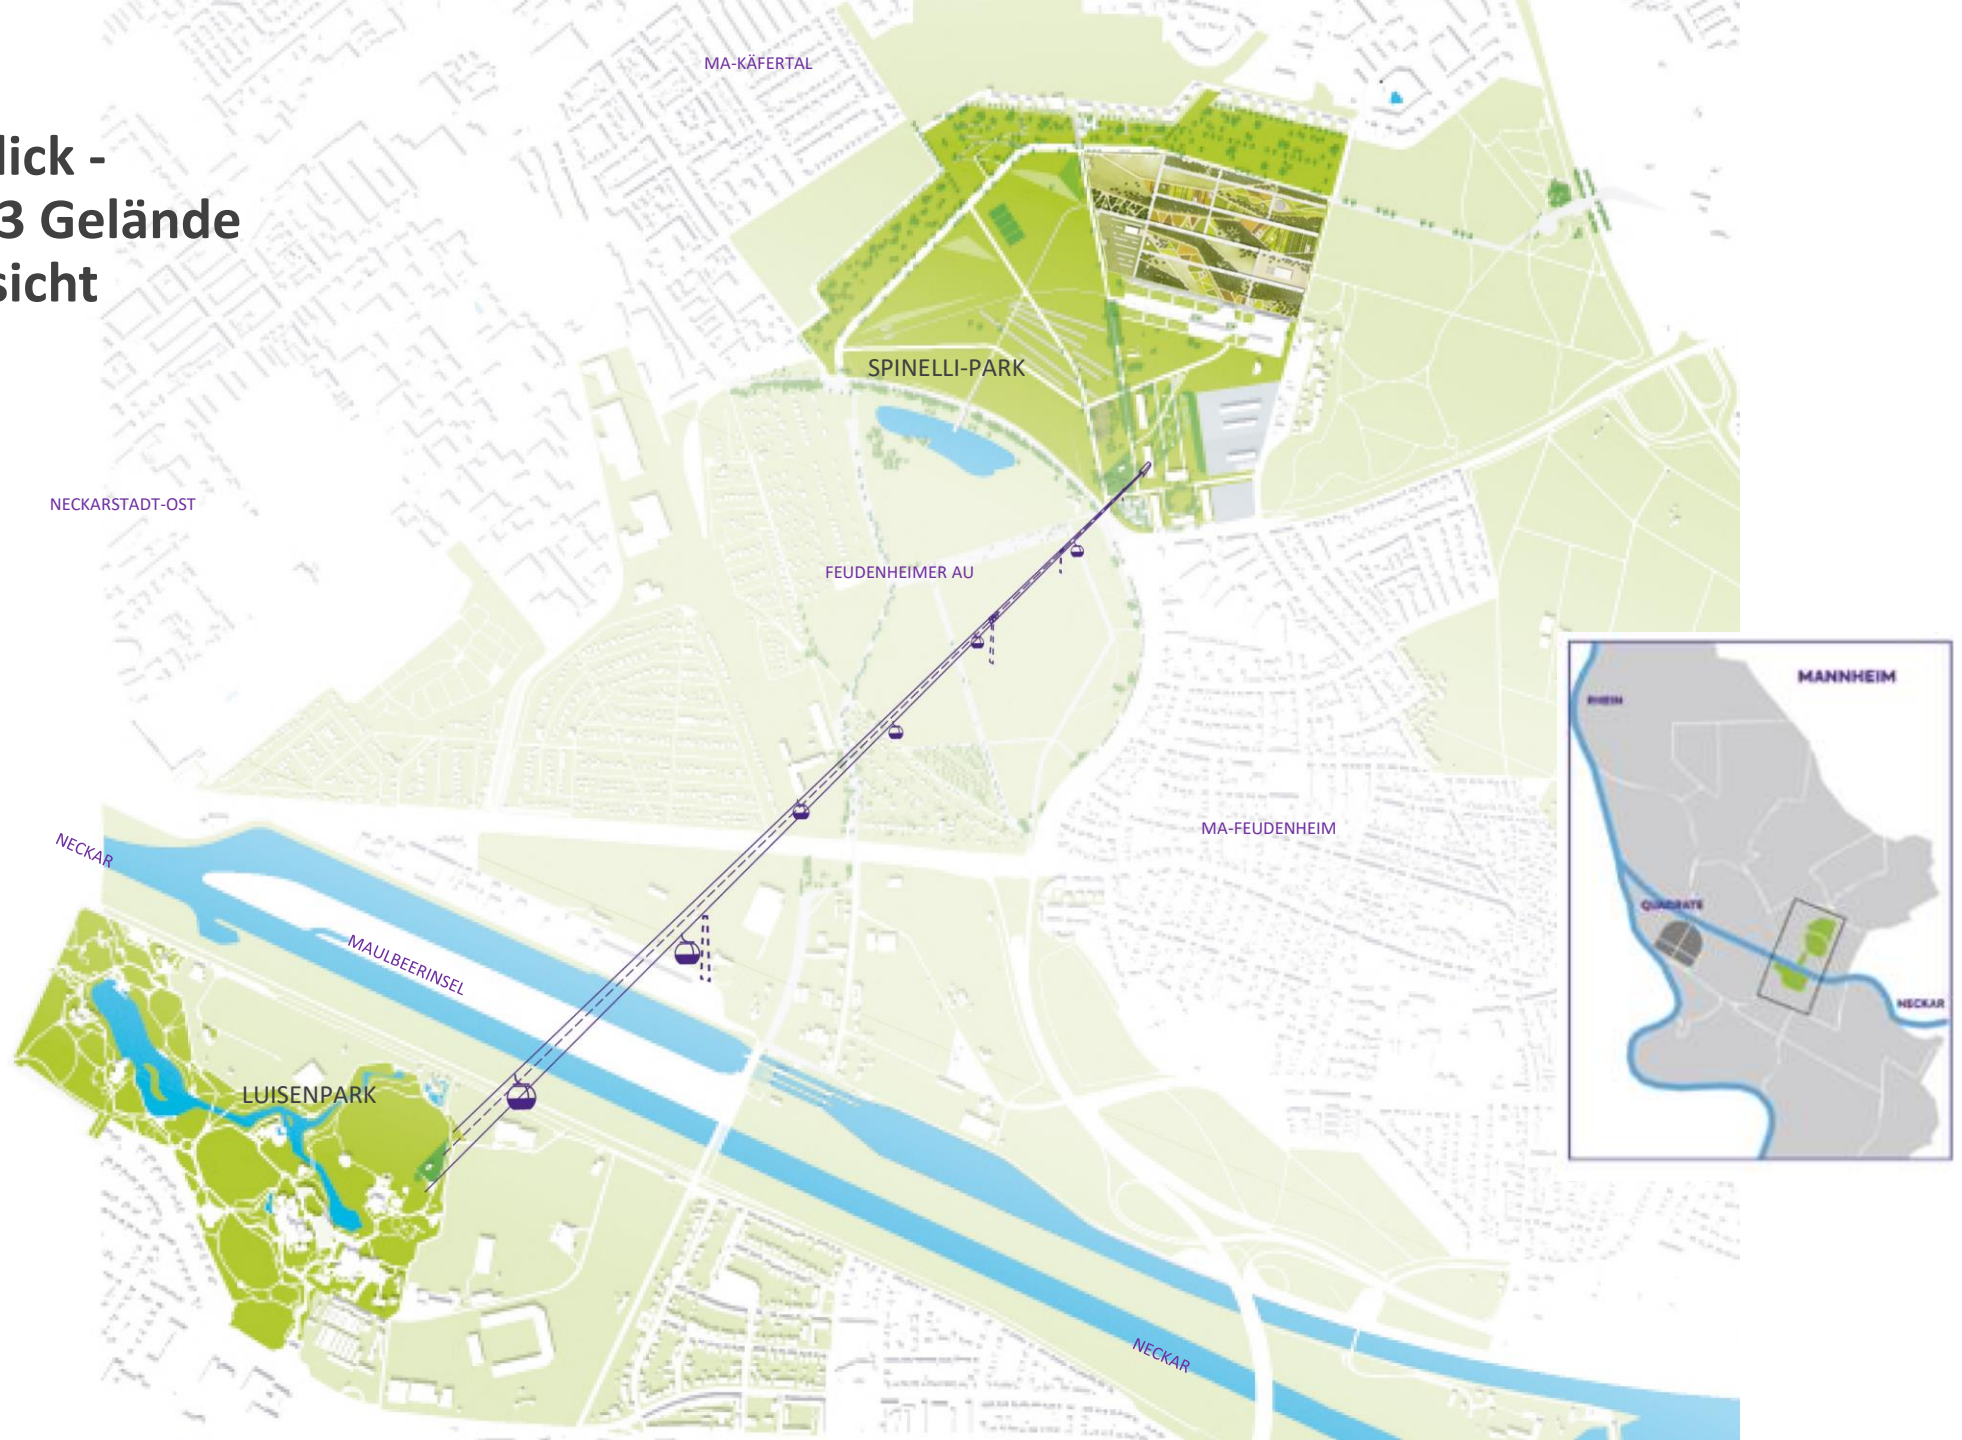 lick -
3 Gelände
sicht
MA-KÄFERTAL
SPINELLI-PARK
NECKARSTADT-OST
FEUDENHEIMER AU
MANNHEIM
RHEIN
QUADRATE
NECKAR
MA-FEUDENHEIM
NECKAR
MAULBEERINSEL
LUISENPARK
NECKAR